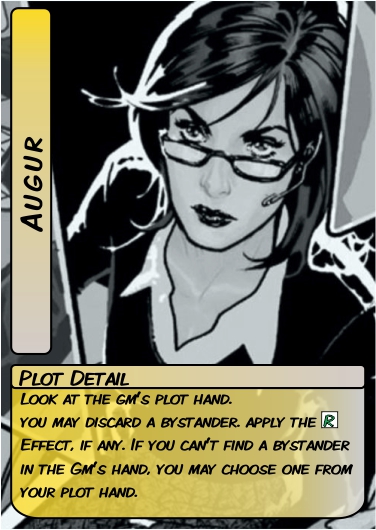 AUGUR
PLOT DETAIL
LOOK AT THE GM'S PLOT HAND.
YOU MAY DISCARD A BYSTANDER. APPLY THE R
EFFECT, IF ANY. IF YOU CAN'T FIND A BYSTANDER
IN THE GM'S HAND, YOU MAY CHOOSE ONE FROM
YOUR PLOT HAND.